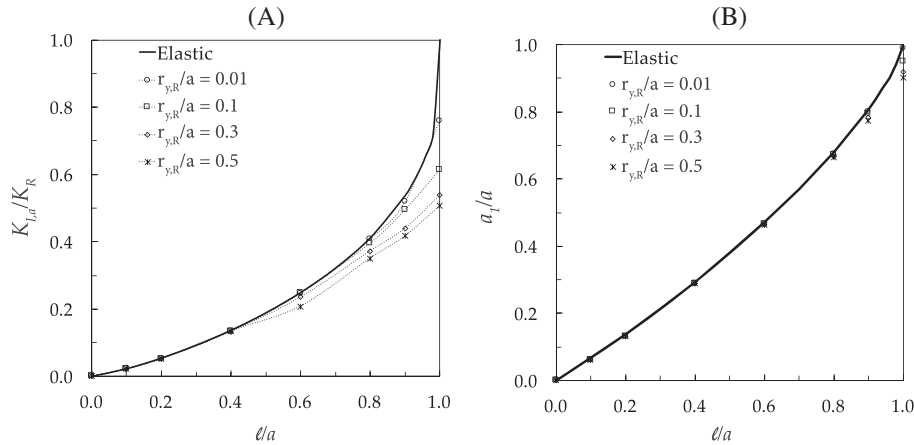 (A)
1.0
0.8
0.6
0.4
0.2
0.0
K_{I,a}/K_R
Elastic
r_{y,R}/a = 0.01
r_{y,R}/a = 0.1
r_{y,R}/a = 0.3
r_{y,R}/a = 0.5
0.0 0.2 0.4 0.6 0.8 1.0
ℓ/a
(B)
1.0
0.8
0.6
0.4
0.2
0.0
a_T/a
Elastic
r_{y,R}/a = 0.01
r_{y,R}/a = 0.1
r_{y,R}/a = 0.3
r_{y,R}/a = 0.5
0.0 0.2 0.4 0.6 0.8 1.0
ℓ/a